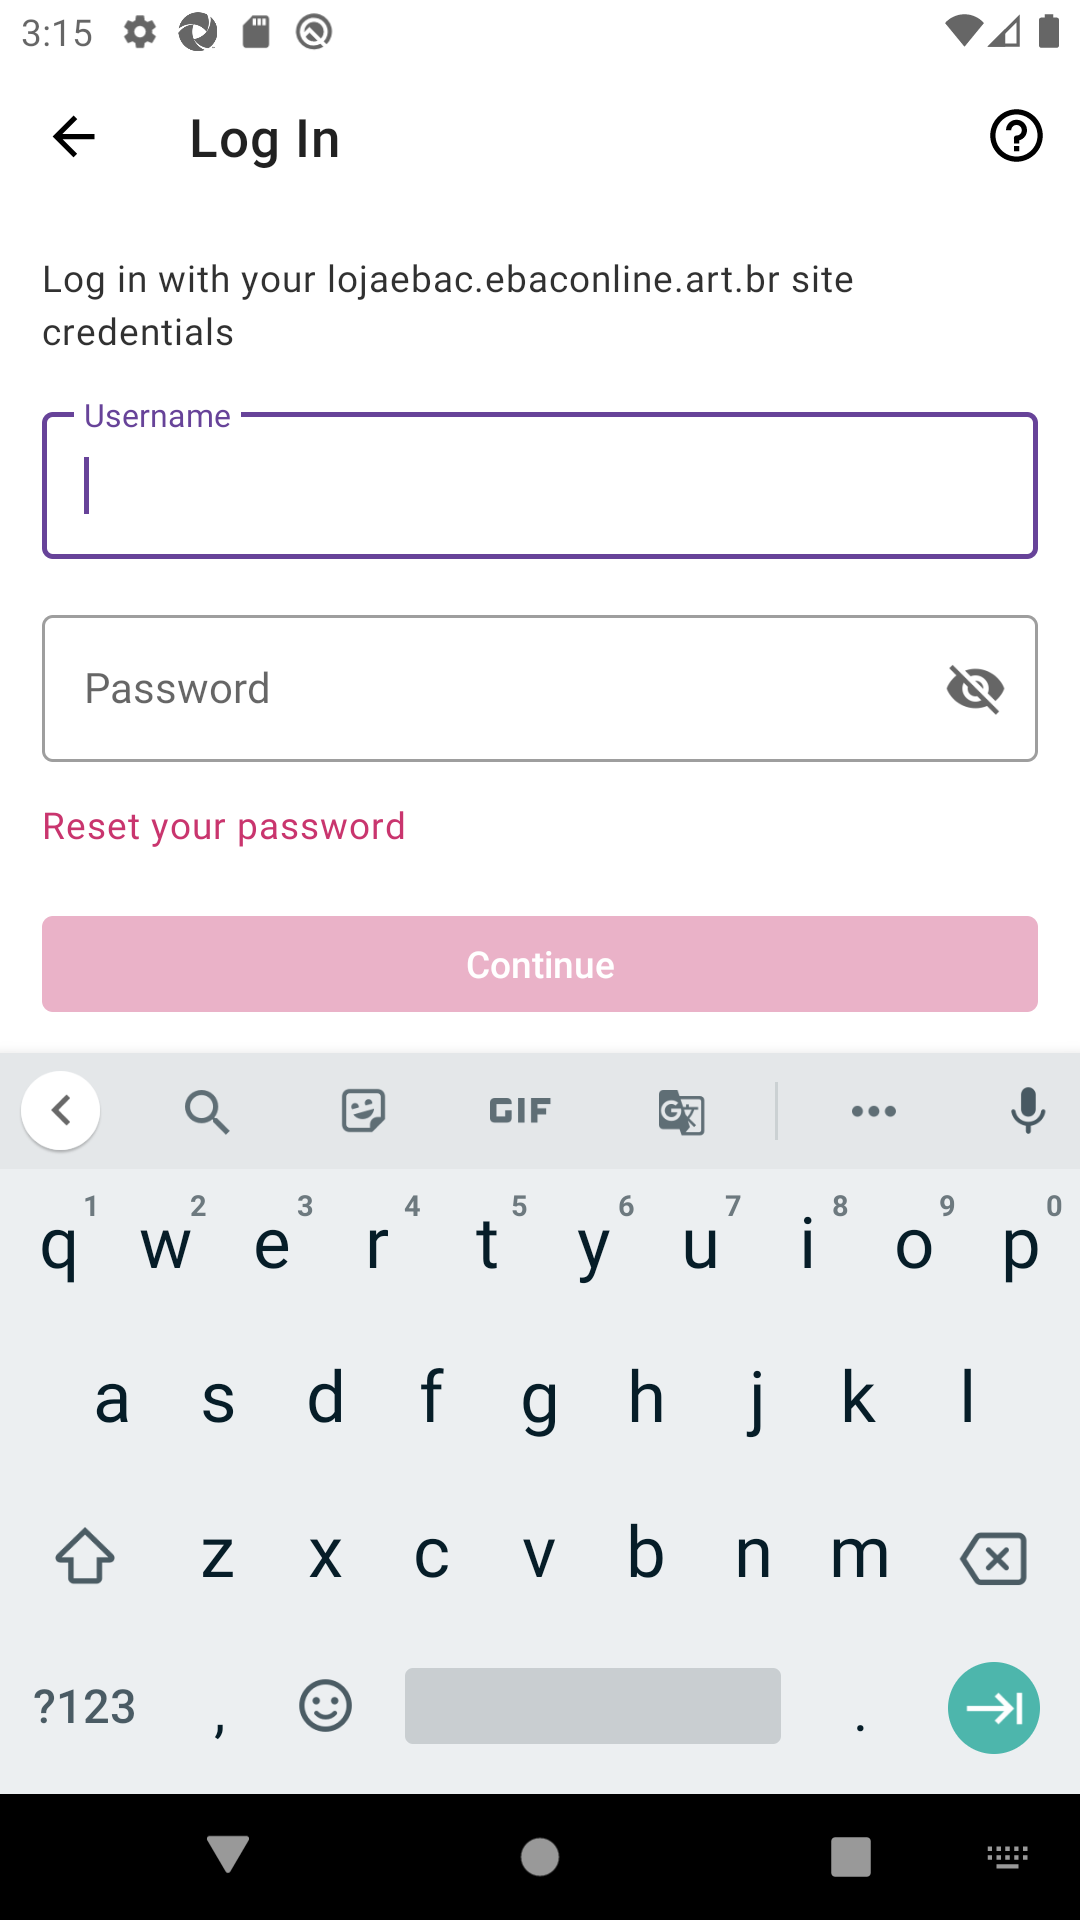 3:15
Log In
Log in with your lojaebac.ebaconline.art.br site
credentials
Username
Password
Reset your password
Continue
GIF
1 2 3 4 5 6 7 8 9 0
q w e r t y u i o p
a s d f g h j k l
z x c v b n m
?123 , .